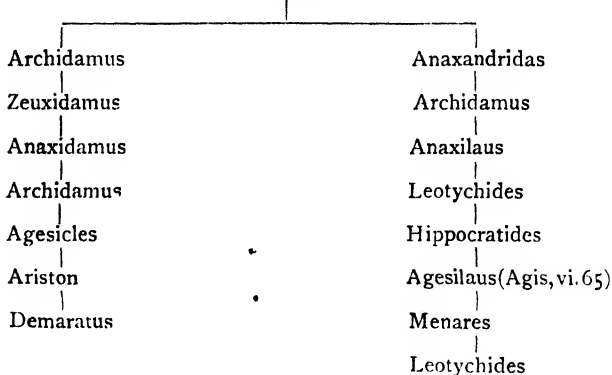 Archidamus Anaxandridas
Zeuxidamus Archidamus
Anaxidamus Anaxilaus
Archidamus Leotychides
Agesicles Hippocratides
Ariston Agesilaus (Agis, vi. 65)
Demaratus Menares
Leotychides